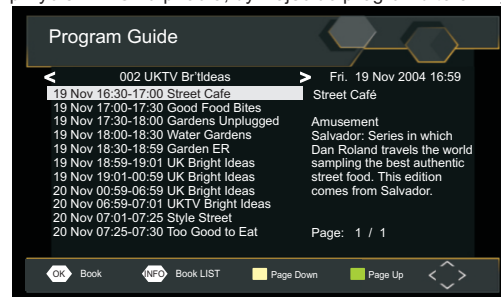 Program Guide
< 002 UKTV Br'tIdeas > Fri. 19 Nov 2004 16:59
19 Nov 16:30-17:00 Street Cafe
19 Nov 17:00-17:30 Good Food Bites
19 Nov 17:30-18:00 Gardens Unplugged
19 Nov 18:00-18:30 Water Gardens
19 Nov 18:30-18:59 Garden ER
19 Nov 18:59-19:01 UK Bright Ideas
19 Nov 19:01-00:59 UK Bright Ideas
20 Nov 00:59-06:59 UK Bright Ideas
20 Nov 06:59-07:01 UKTV Bright Ideas
20 Nov 07:01-07:25 Style Street
20 Nov 07:25-07:30 Too Good to Eat
Street Café
Amusement
Salvador: Series in which
Dan Roland travels the world
sampling the best authentic
street food. This edition
comes from Salvador.
Page: 1 / 1
OK Book INFO Book LIST Page Down Page Up